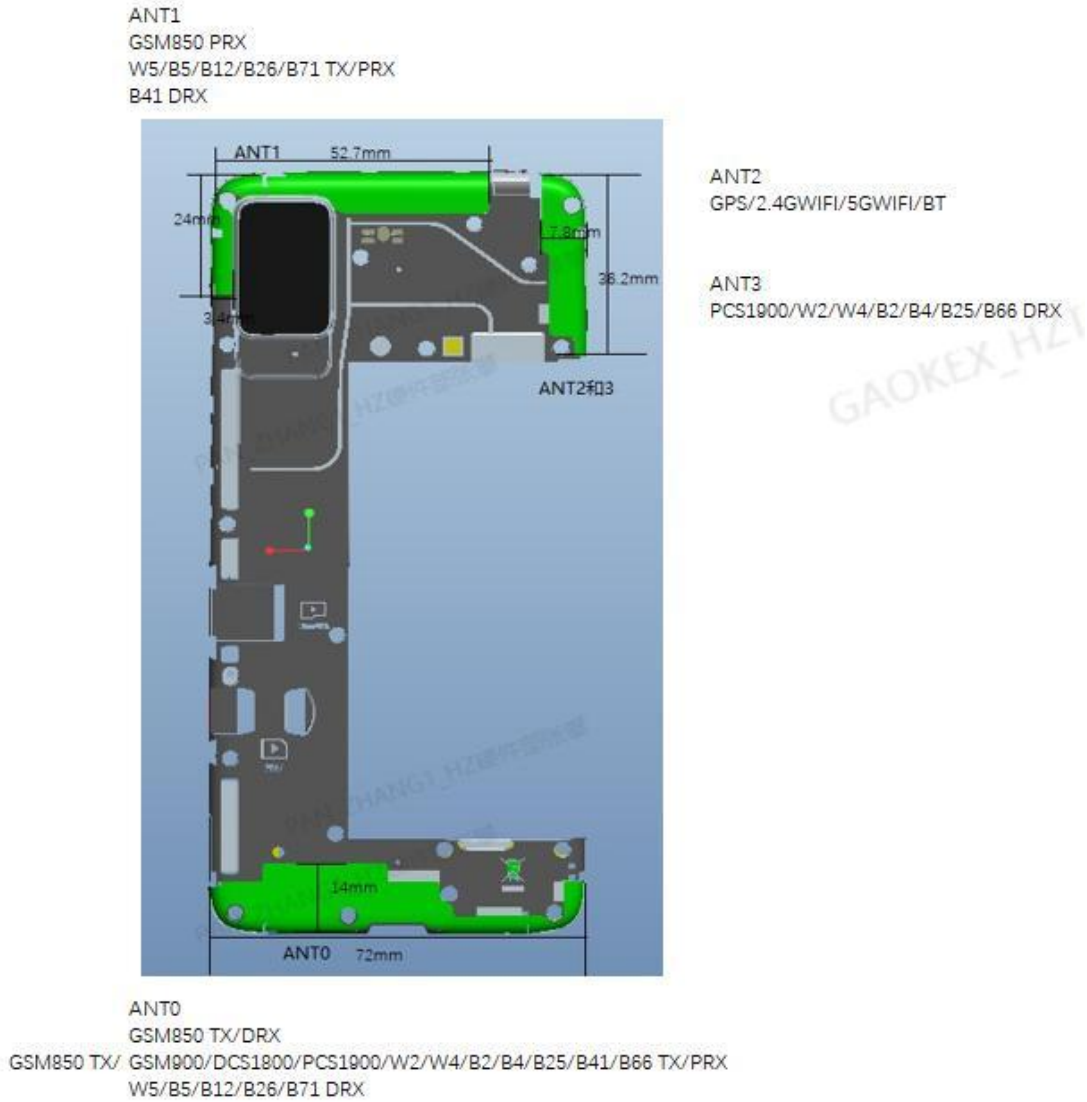 ANT1
GSM850 PRX
W5/B5/B12/B26/B71 TX/PRX
B41 DRX
ANT1 52.7mm
ANT2
GPS/2.4GWIFI/5GWIFI/BT
24mm
7.8mm
36.2mm
ANT3
PCS1900/W2/W4/B2/B4/B25/B66 DRX
3.4mm
GAOKEX_HZ
ANT2和3
14mm
ANT0 72mm
ANT0
GSM850 TX/DRX
GSM850 TX/ GSM900/DCS1800/PCS1900/W2/W4/B2/B4/B25/B41/B66 TX/PRX
W5/B5/B12/B26/B71 DRX